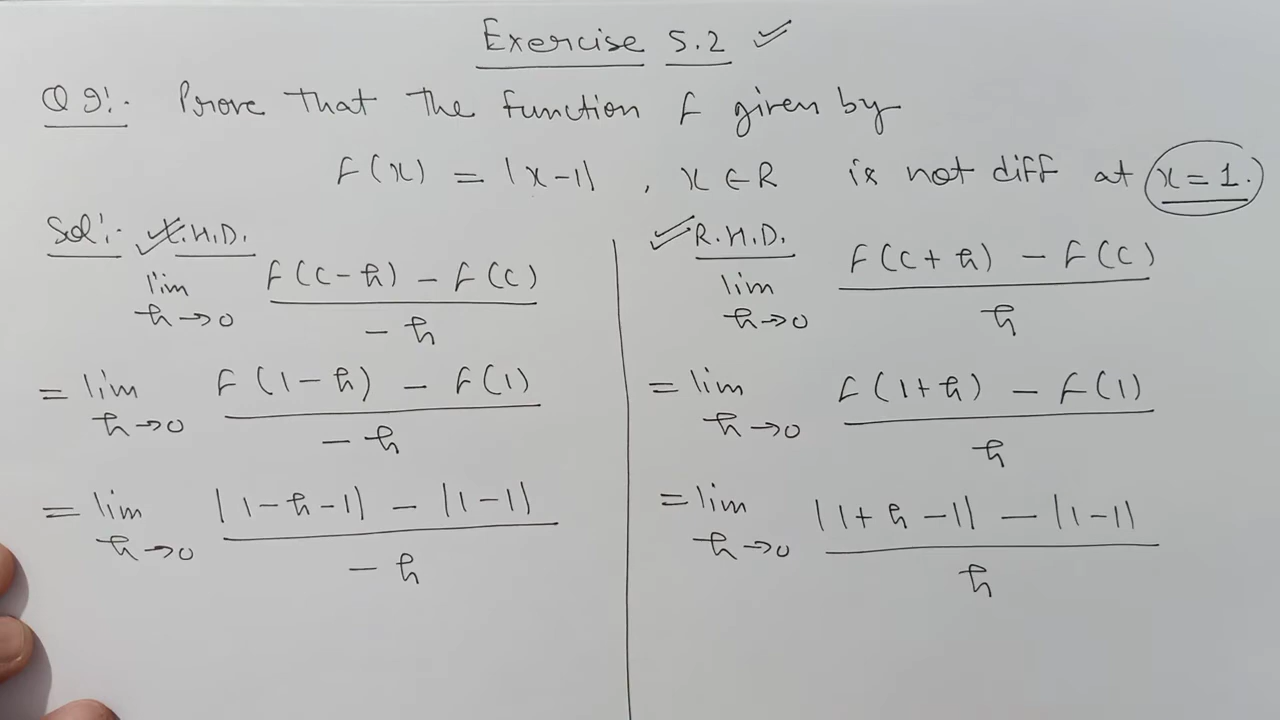 Exercise 5.2 ✓
Q 9:. Prove that the function f given by
f(x) = |x-1| , x ∈ R is not diff at x = 1.
Sol:. L.H.D.
lim h→0 f(c-h) - f(c) / -h
= lim h→0 f(1-h) - f(1) / -h
= lim h→0 |1-h-1| - |1-1| / -h
R.H.D.
lim h→0 f(c+h) - f(c) / h
= lim h→0 f(1+h) - f(1) / h
= lim h→0 |1+h-1| - |1-1| / h